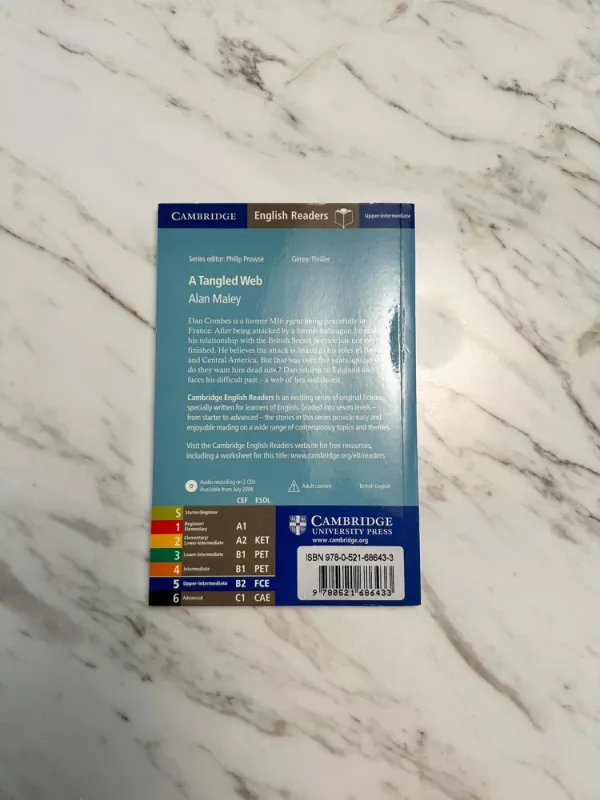 CAMBRIDGE English Readers Upper-intermediate
Series editor: Philip Prowse Genre: Thriller
A Tangled Web
Alan Maley
Dan Combes is a former MI6 agent living peacefully in
France. After being attacked by a former colleague, he
his relationship with the British Secret Service has not
finished. He believes the attack is linked to his roles in
and Central America. But that was over five years ago
do they want him dead now? Dan returns to England and
faces his difficult past – a web of lies and deceit.
Cambridge English Readers is an exciting series of original fiction,
specially written for learners of English. Graded into seven levels –
from starter to advanced – the stories in this series provide easy and
enjoyable reading on a wide range of contemporary topics and themes.
Visit the Cambridge English Readers website for free resources,
including a worksheet for this title: www.cambridge.org/elt/readers
Audio recording on 2 CDs
Available from July 2006
Adult content
British English
CEF ESOL
S Starter/Beginner
1 Beginner/Elementary A1
2 Elementary/Lower-intermediate A2 KET
3 Lower-intermediate B1 PET
4 Intermediate B1 PET
5 Upper-intermediate B2 FCE
6 Advanced C1 CAE
CAMBRIDGE
UNIVERSITY PRESS
www.cambridge.org
ISBN 978-0-521-68643-3
9 780521 686433